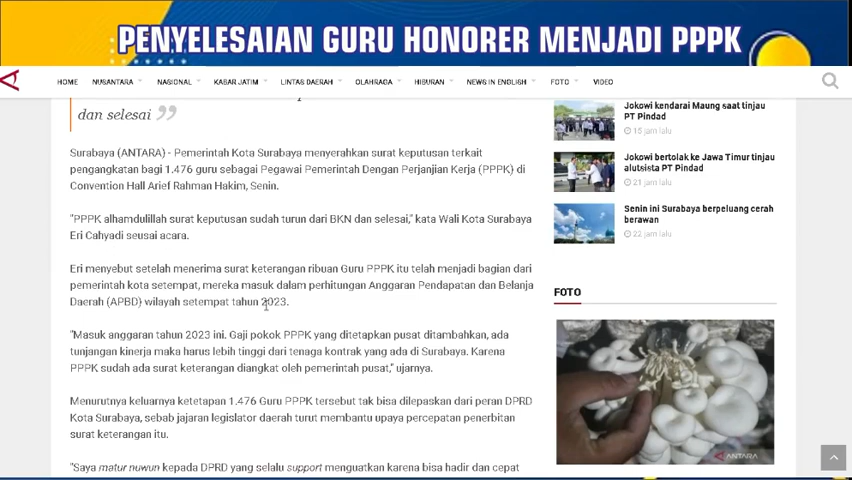 PENYELESAIAN GURU HONORER MENJADI PPPK
HOME NUSANTARA NASIONAL KABAR JATIM LINTAS DAERAH OLAHRAGA HIBURAN NEWS IN ENGLISH FOTO VIDEO
dan selesai ”
Surabaya (ANTARA) - Pemerintah Kota Surabaya menyerahkan surat keputusan terkait
pengangkatan bagi 1.476 guru sebagai Pegawai Pemerintah Dengan Perjanjian Kerja (PPPK) di
Convention Hall Arief Rahman Hakim, Senin.
"PPPK alhamdulillah surat keputusan sudah turun dari BKN dan selesai," kata Wali Kota Surabaya
Eri Cahyadi seusai acara.
Eri menyebut setelah menerima surat keterangan ribuan Guru PPPK itu telah menjadi bagian dari
pemerintah kota setempat, mereka masuk dalam perhitungan Anggaran Pendapatan dan Belanja
Daerah (APBD) wilayah setempat tahun 2023.
"Masuk anggaran tahun 2023 ini. Gaji pokok PPPK yang ditetapkan pusat ditambahkan, ada
tunjangan kinerja maka harus lebih tinggi dari tenaga kontrak yang ada di Surabaya. Karena
PPPK sudah ada surat keterangan diangkat oleh pemerintah pusat," ujarnya.
Menurutnya keluarnya ketetapan 1.476 Guru PPPK tersebut tak bisa dilepaskan dari peran DPRD
Kota Surabaya, sebab jajaran legislator daerah turut membantu upaya percepatan penerbitan
surat keterangan itu.
"Saya matur nuwun kepada DPRD yang selalu support menguatkan karena bisa hadir dan cepat
Jokowi kendarai Maung saat tinjau
PT Pindad
15 jam lalu
Jokowi bertolak ke Jawa Timur tinjau
alutsista PT Pindad
21 jam lalu
Senin ini Surabaya berpeluang cerah
berawan
22 jam lalu
FOTO
ANTARA